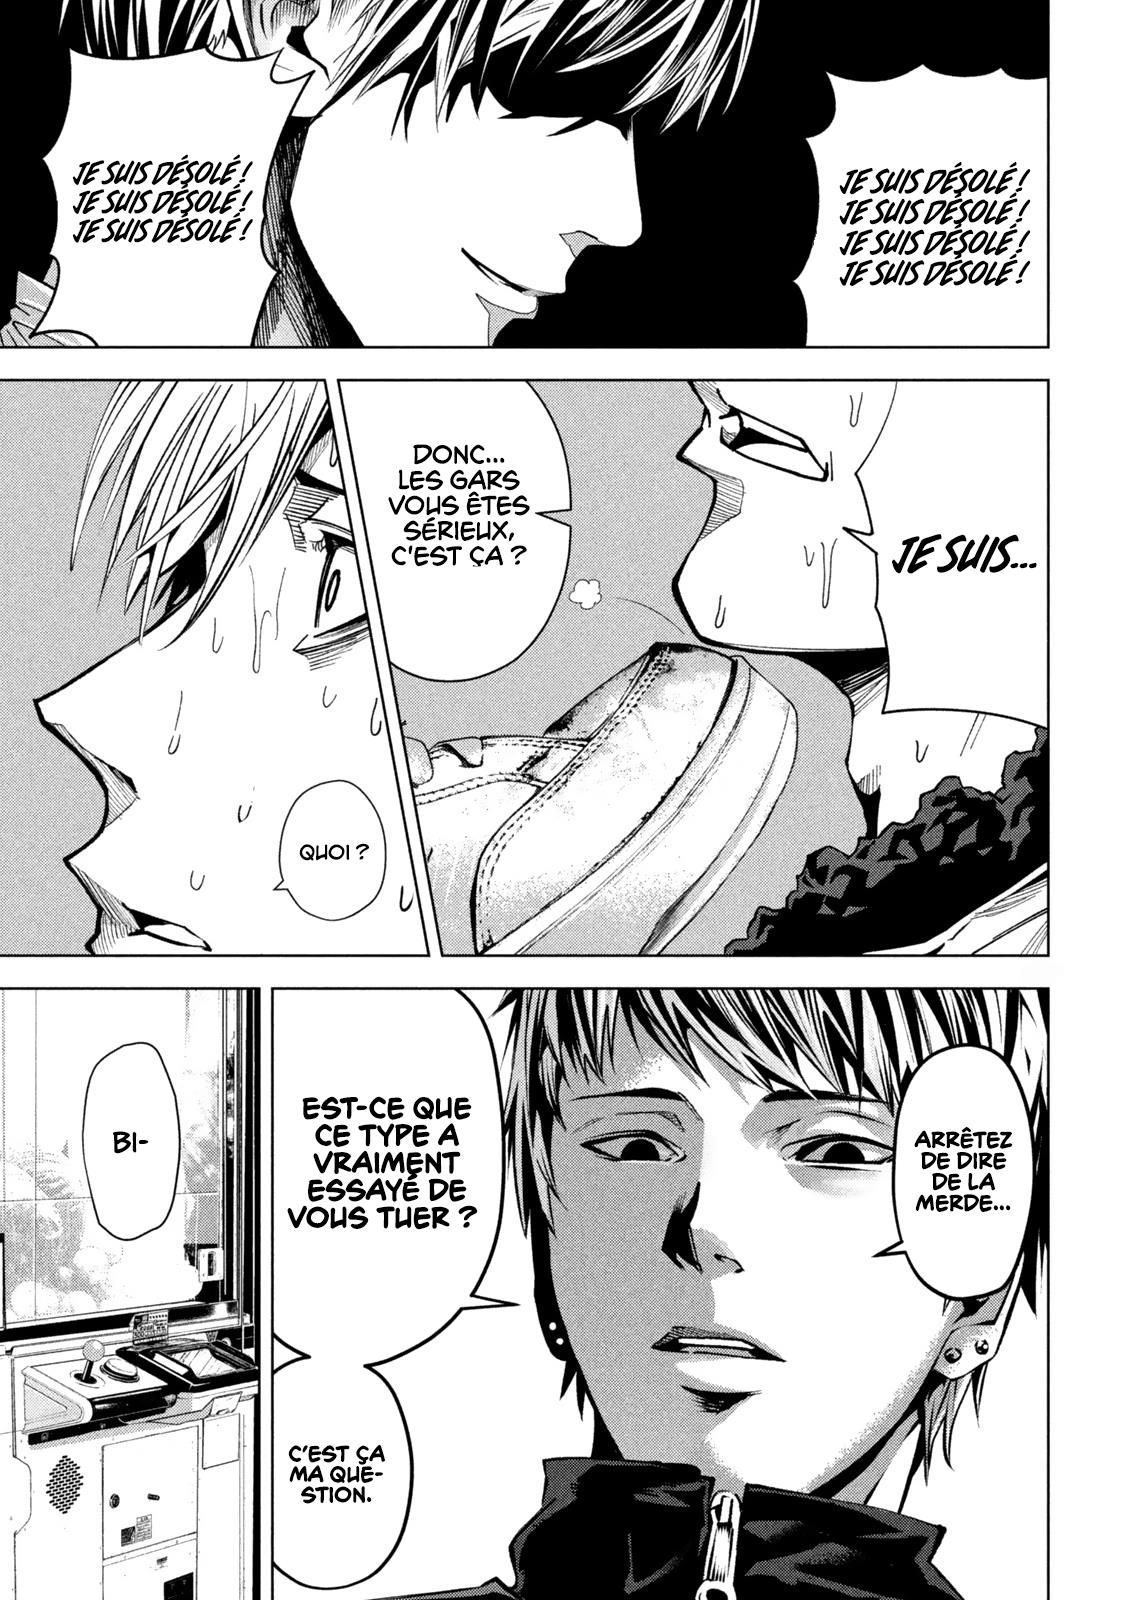 JE SUIS DÉSOLÉ !
JE SUIS DÉSOLÉ !
JE SUIS DÉSOLÉ !
JE SUIS DÉSOLÉ !
JE SUIS DÉSOLÉ !
JE SUIS DÉSOLÉ !
JE SUIS DÉSOLÉ !
JE SUIS...
DONC...
LES GARS
VOUS ÊTES
SÉRIEUX,
C'EST ÇA ?
QUOI ?
ARRÊTEZ
DE DIRE
DE LA
MERDE...
EST-CE QUE
CE TYPE A
VRAIMENT
ESSAYÉ DE
VOUS TUER ?
C'EST ÇA
MA QUE-
STION.
BI-